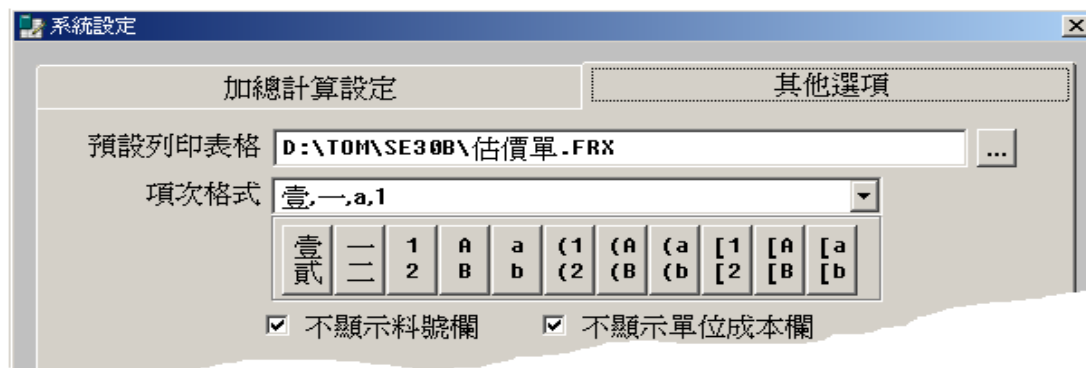 系統設定
加總計算設定 其他選項
預設列印表格 D:\TOM\SE30B\估價單.FRX ...
項次格式 壹,一,a,1
壹 一 1 A a (1 (A (a [1 [A [a
貳 二 2 B b (2 (B (b [2 [B [b
不顯示料號欄 不顯示單位成本欄